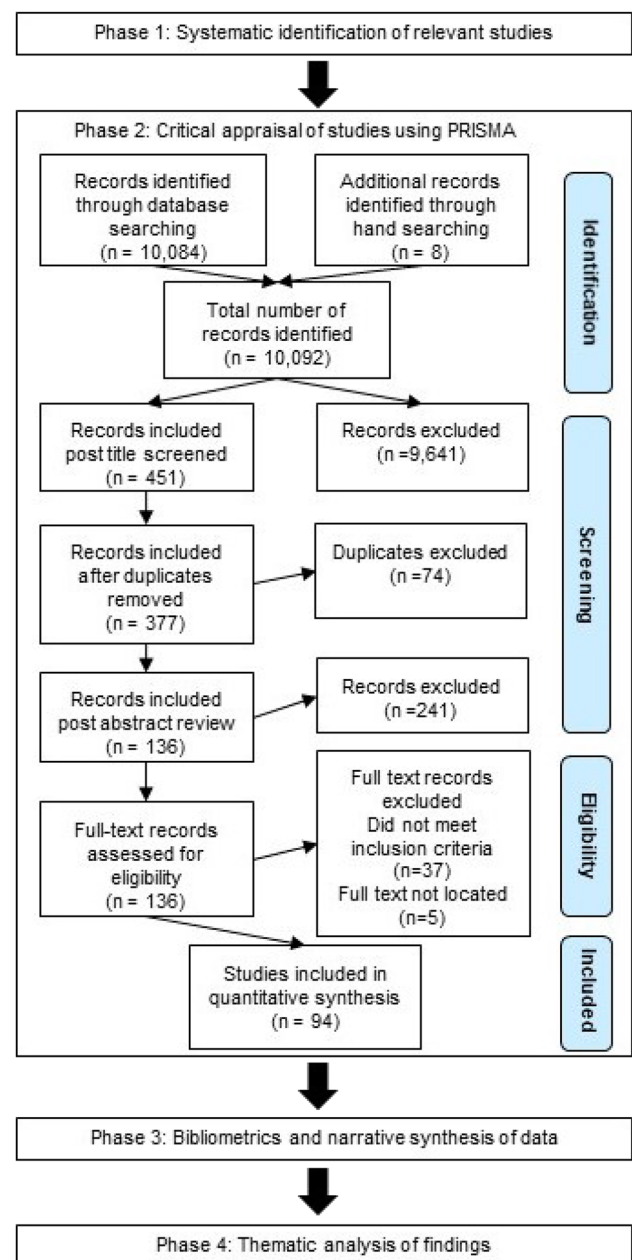 Phase 1: Systematic identification of relevant studies
Phase 2: Critical appraisal of studies using PRISMA
Records identified
through database
searching
(n = 10,084)
Additional records
identified through
hand searching
(n = 8)
Identification
Total number of
records identified
(n = 10,092)
Records included
post title screened
(n = 451)
Records excluded
(n =9,641)
Screening
Records included
after duplicates
removed
(n = 377)
Duplicates excluded
(n =74)
Records included
post abstract review
(n = 136)
Records excluded
(n =241)
Full-text records
assessed for
eligibility
(n = 136)
Full text records
excluded
Did not meet
inclusion criteria
(n=37)
Full text not located
(n=5)
Eligibility
Studies included in
quantitative synthesis
(n = 94)
Included
Phase 3: Bibliometrics and narrative synthesis of data
Phase 4: Thematic analysis of findings